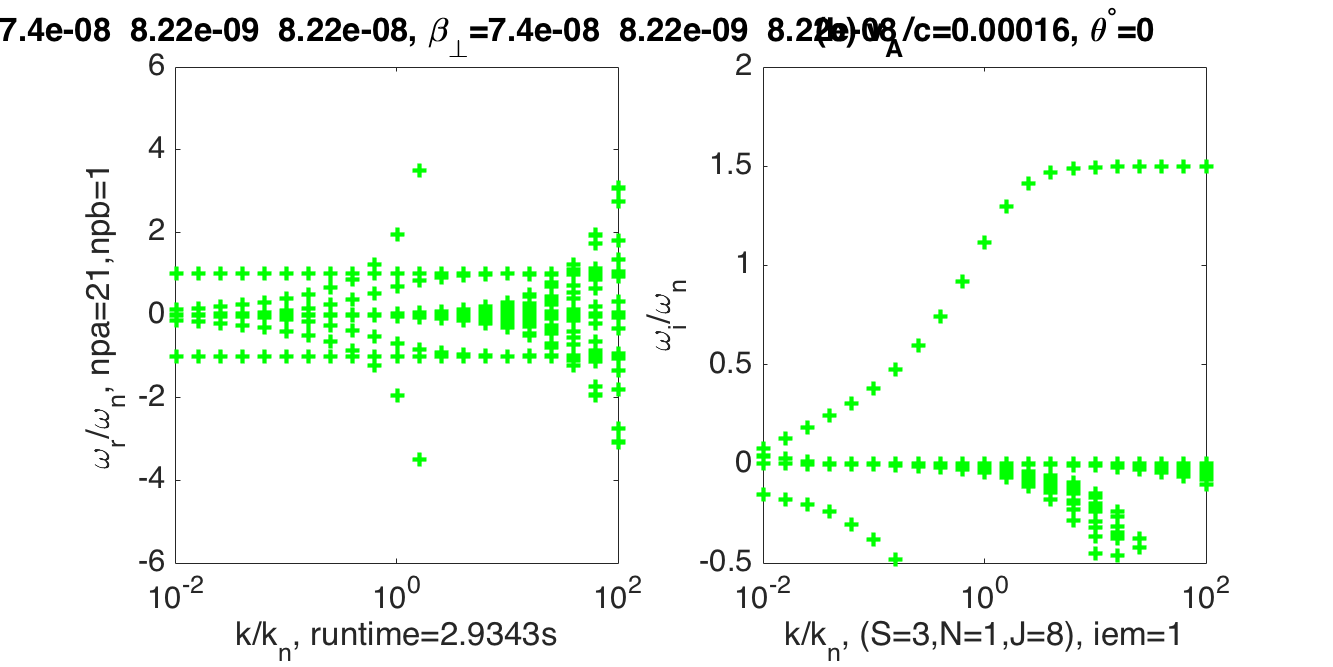 7.4e-08 8.22e-09 8.22e-08, β⊥=7.4e-08 8.22e-09 8.22e-08
(b) v_A/c=0.00016, θ°=0
6
4
2
0
-2
-4
-6
ω_r/ω_n, npa=21,npb=1
10^-2 10^0 10^2
k/k_n, runtime=2.9343s
2
1.5
1
0.5
0
-0.5
ω_i/ω_n
10^-2 10^0 10^2
k/k_n, (S=3,N=1,J=8), iem=1